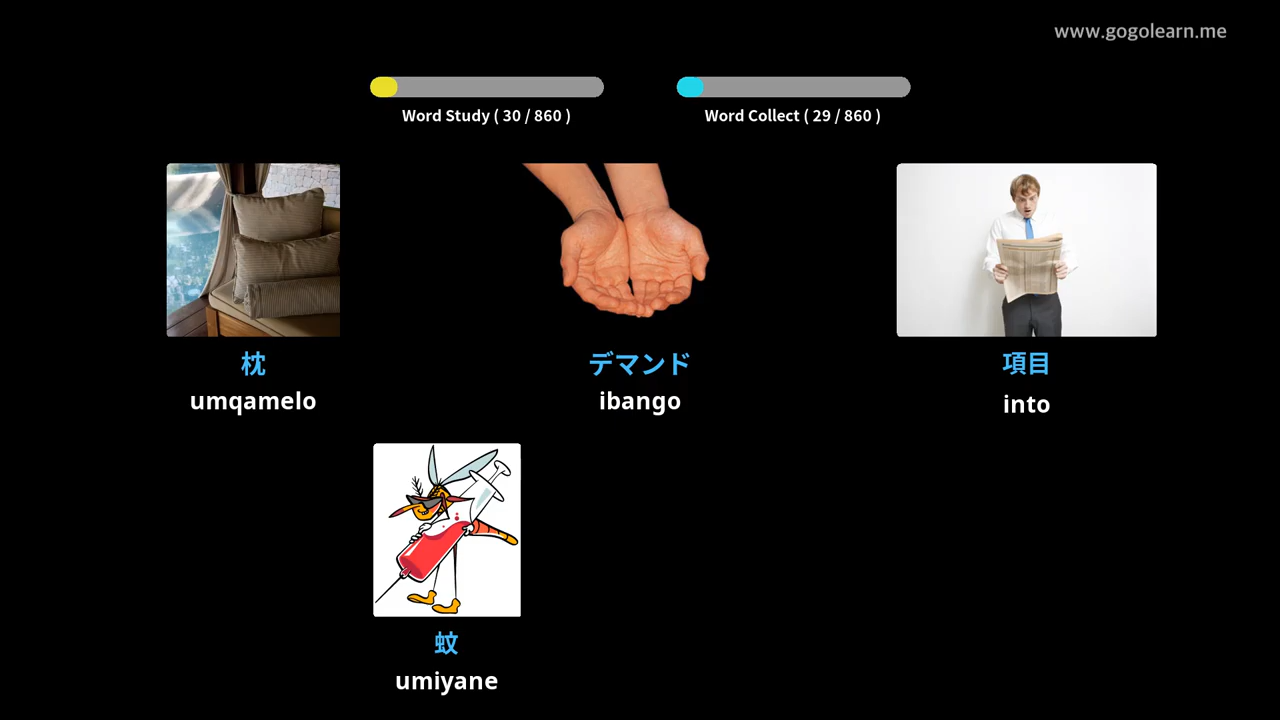 www.gogolearn.me
Word Study ( 30 / 860 )
Word Collect ( 29 / 860 )
枕
umqamelo
デマンド
ibango
項目
into
蚊
umiyane